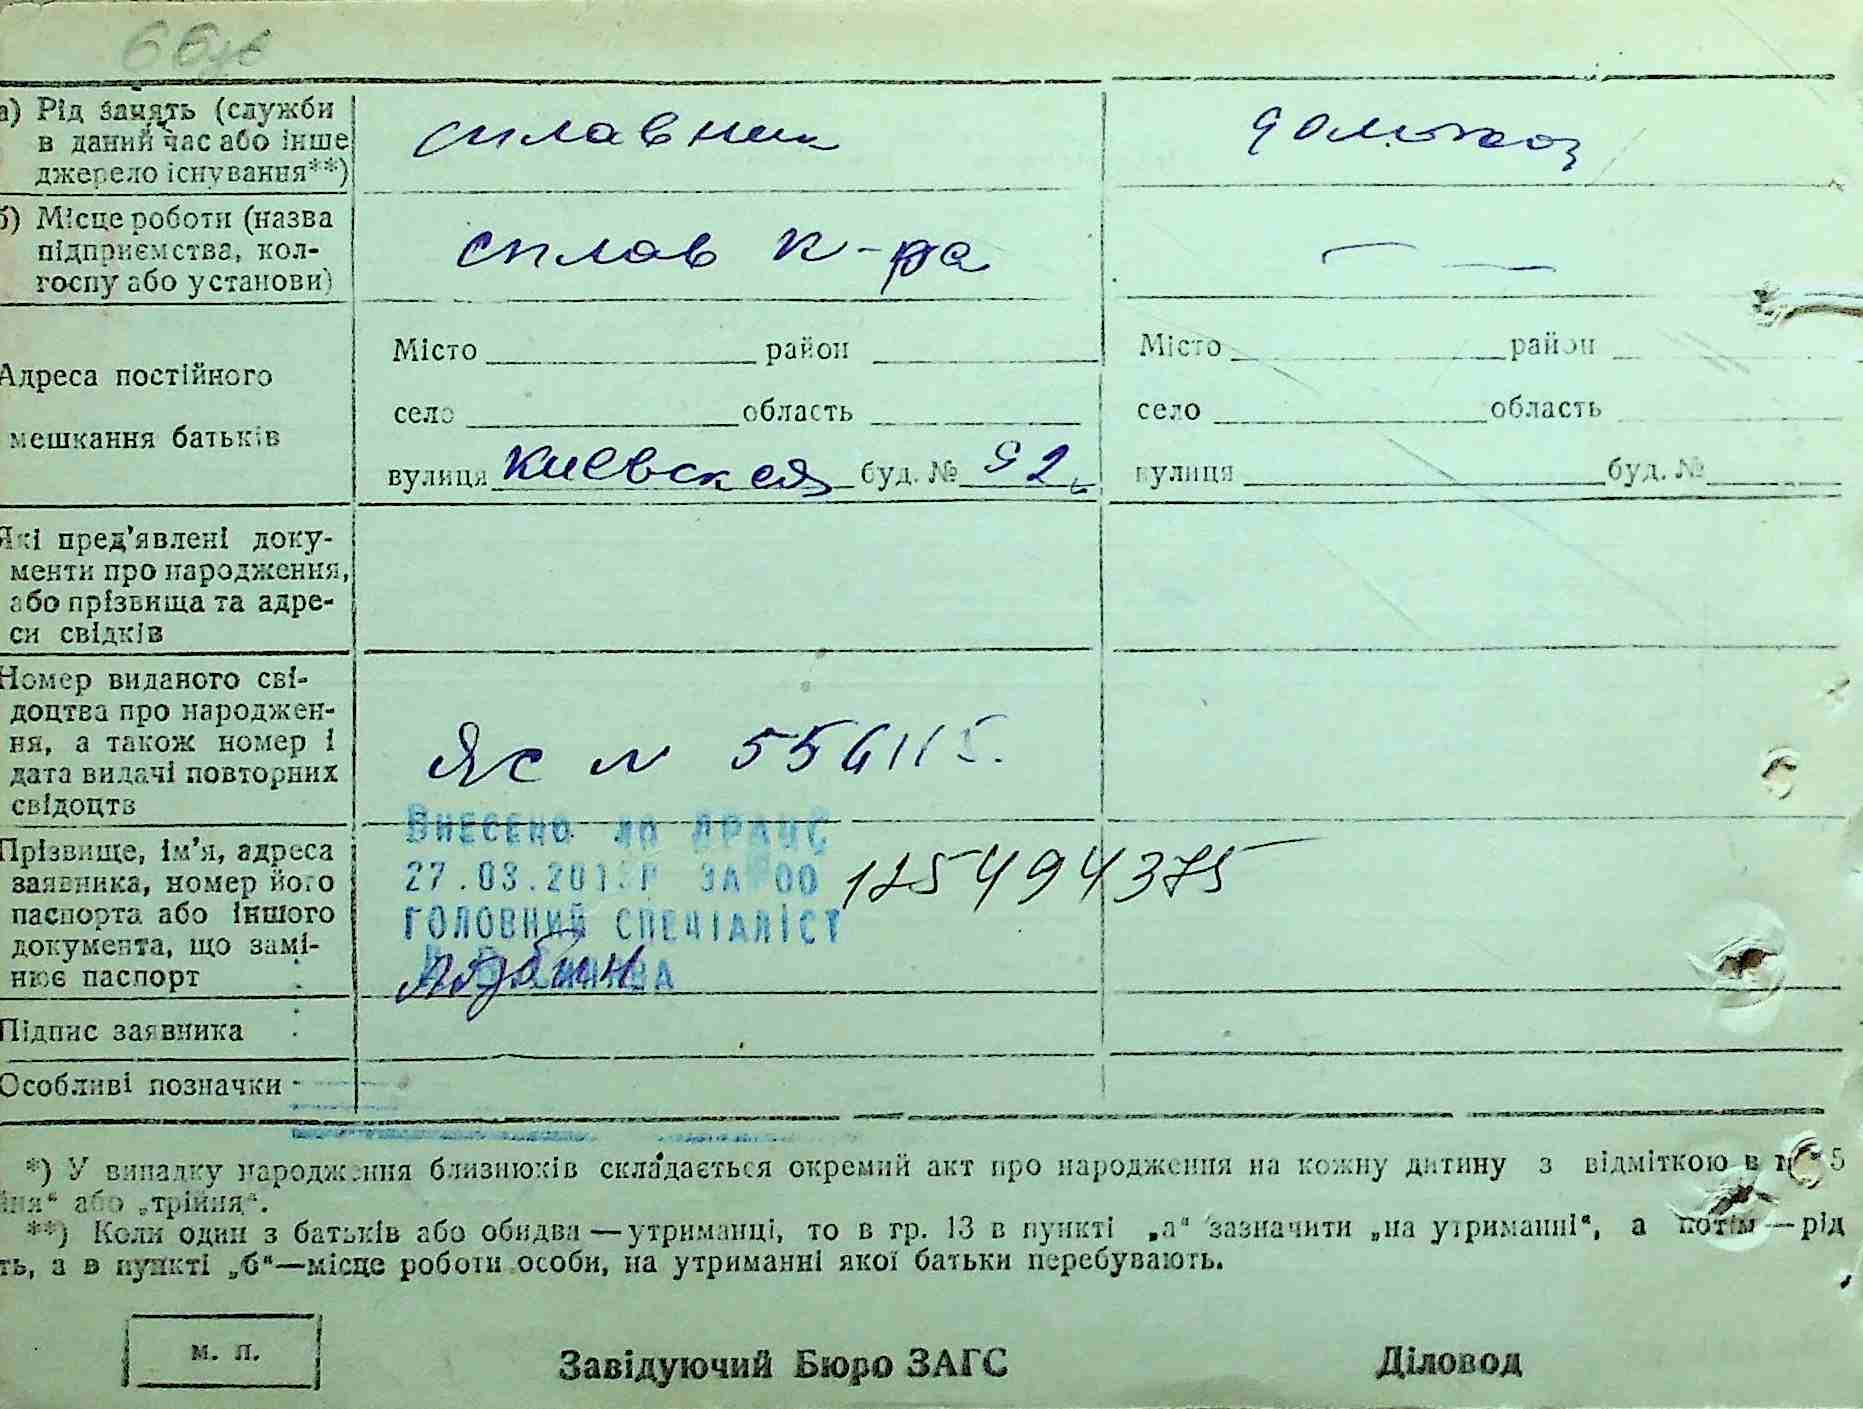 а) Рід занять (служби
в даний час або інше
джерело існування**)
сплавник
домохоз
б) Місце роботи (назва
підприємства, кол-
госпу або установи)
сплав к-ра
— —
Адреса постійного
мешкання батьків
Місто район
село область
вулиця Киевская буд. № 92
Місто район
село область
вулиця буд. №
Які пред'явлені доку-
менти про народження,
або прізвища та адре-
си свідків
Номер виданого сві-
доцтва про народжен-
ня, а також номер і
дата видачі повторних
свідоцтв
ЯС N
Прізвище, ім'я, адреса
заявника, номер його
паспорта або іншого
документа, що замі-
нює паспорт
ВНЕСЕНО ДО ДРАЦС
27.03.201 Р ЗА 00
ГОЛОВНИЙ СПЕЦІАЛІСТ
Підпис заявника
Особливі позначки
*) У випадку народження близнюків складається окремий акт про народження на кожну дитину з відміткою в 5
або „трійня“.
**) Коли один з батьків або обидва — утриманці, то в гр. 13 в пункті „а“ зазначити „на утриманні“, а потім — рід
ть, а в пункті „б“ — місце роботи особи, на утриманні якої батьки перебувають.
м. п.
Завідуючий Бюро ЗАГС
Діловод